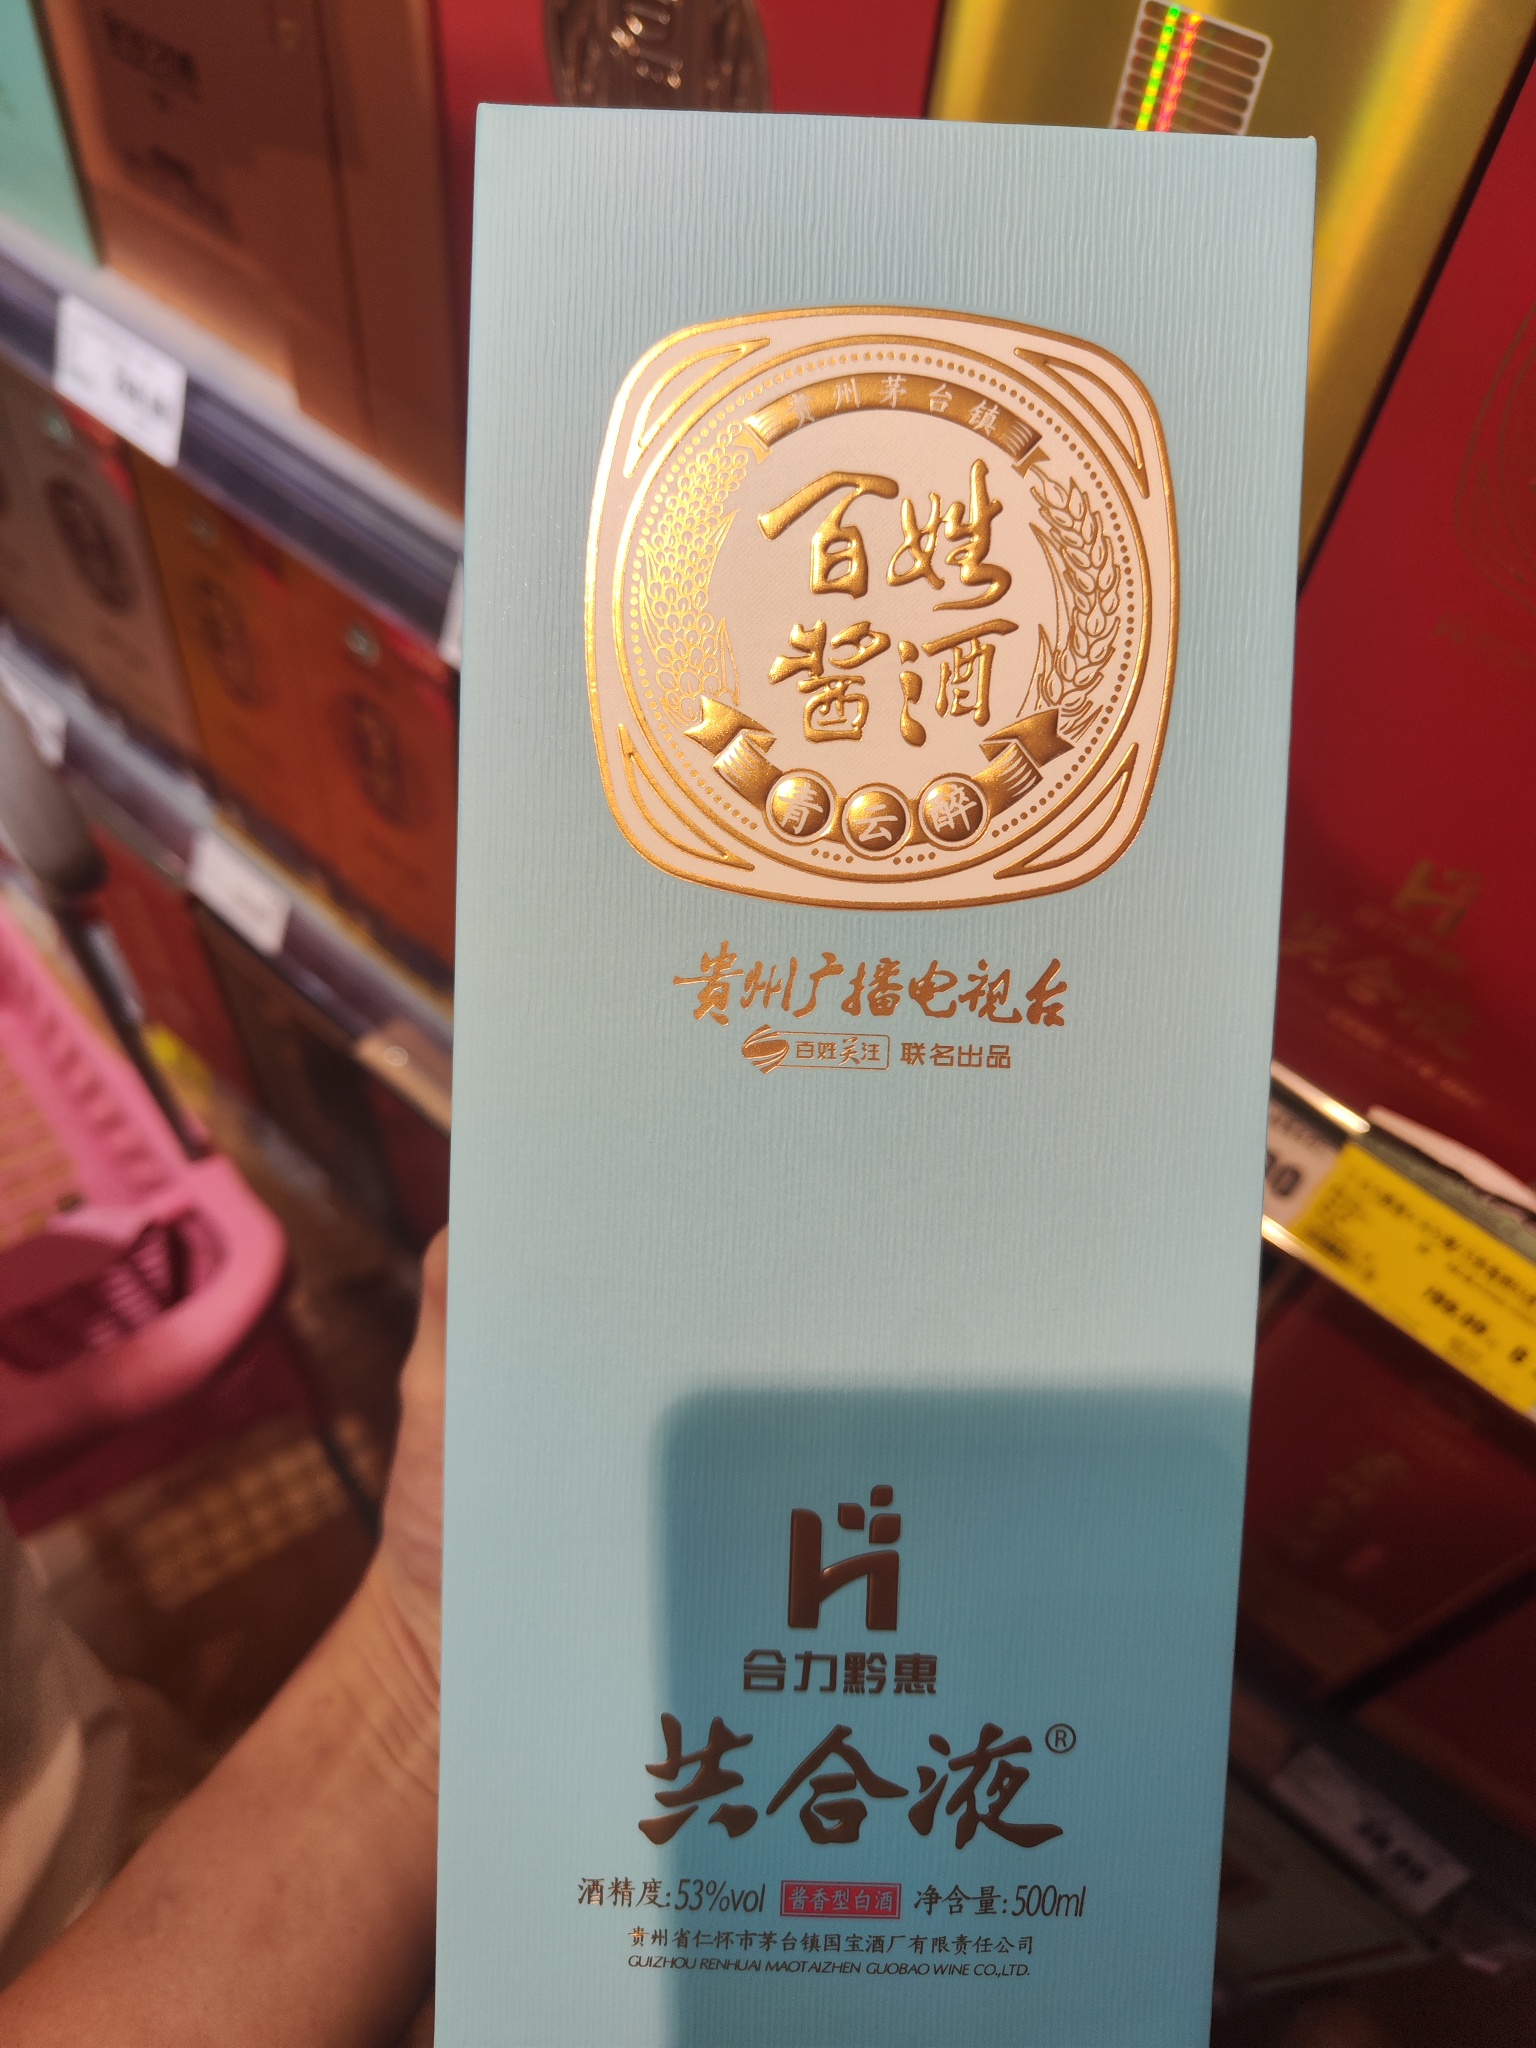 贵州茅台镇
百姓
酱酒
青云醉
貴州广播电视台
百姓关注 联名出品
合力黔惠
共合液®
酒精度:53%vol 酱香型白酒 净含量:500ml
贵州省仁怀市茅台镇国宝酒厂有限责任公司
GUIZHOU RENHUAI MAOTAIZHEN GUOBAO WINE CO.,LTD.